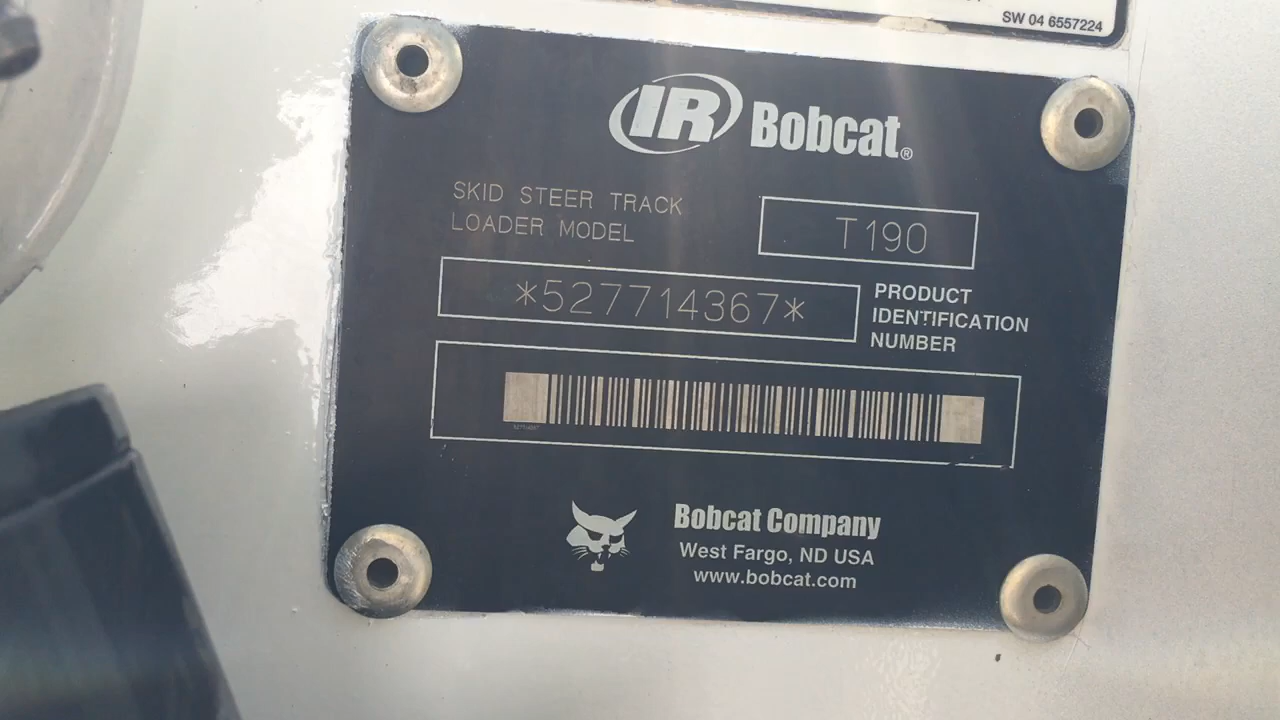 SW 04 6557224
IR Bobcat®
SKID STEER TRACK
LOADER MODEL
T190
*527714367*
PRODUCT
IDENTIFICATION
NUMBER
Bobcat Company
West Fargo, ND USA
www.bobcat.com